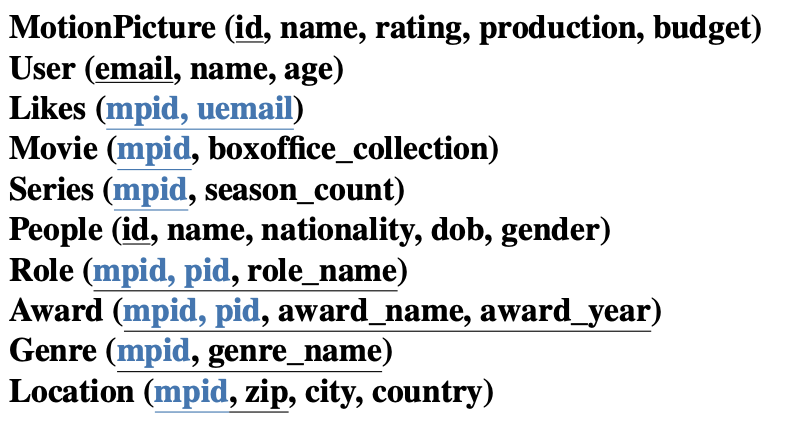 MotionPicture (id, name, rating, production, budget)
User (email, name, age)
Likes (mpid, uemail)
Movie (mpid, boxoffice_collection)
Series (mpid, season_count)
People (id, name, nationality, dob, gender)
Role (mpid, pid, role_name)
Award (mpid, pid, award_name, award_year)
Genre (mpid, genre_name)
Location (mpid, zip, city, country)